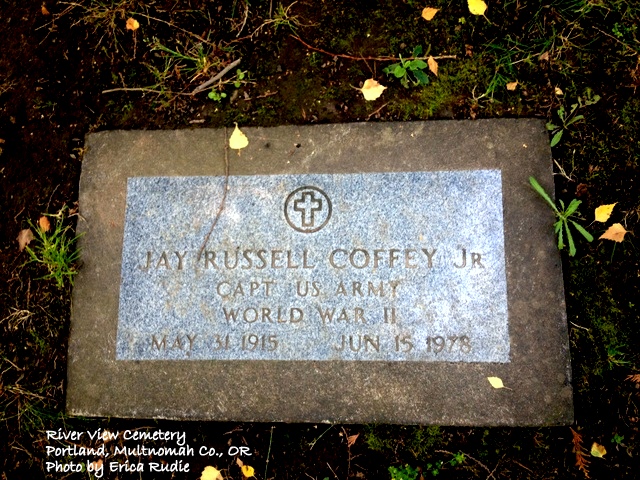 JAY RUSSELL COFFEY JR
CAPT US ARMY
WORLD WAR II
MAY 31 1915 JUN 15 1978
River View Cemetery
Portland, Multnomah Co., OR
Photo by Erica Rudie